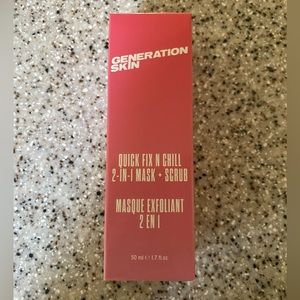 GENERATION
SKIN
QUICK FIX N CHILL
2-IN-1 MASK + SCRUB
MASQUE EXFOLIANT
2 EN 1
50 ml ℮ 1.7 fl.oz